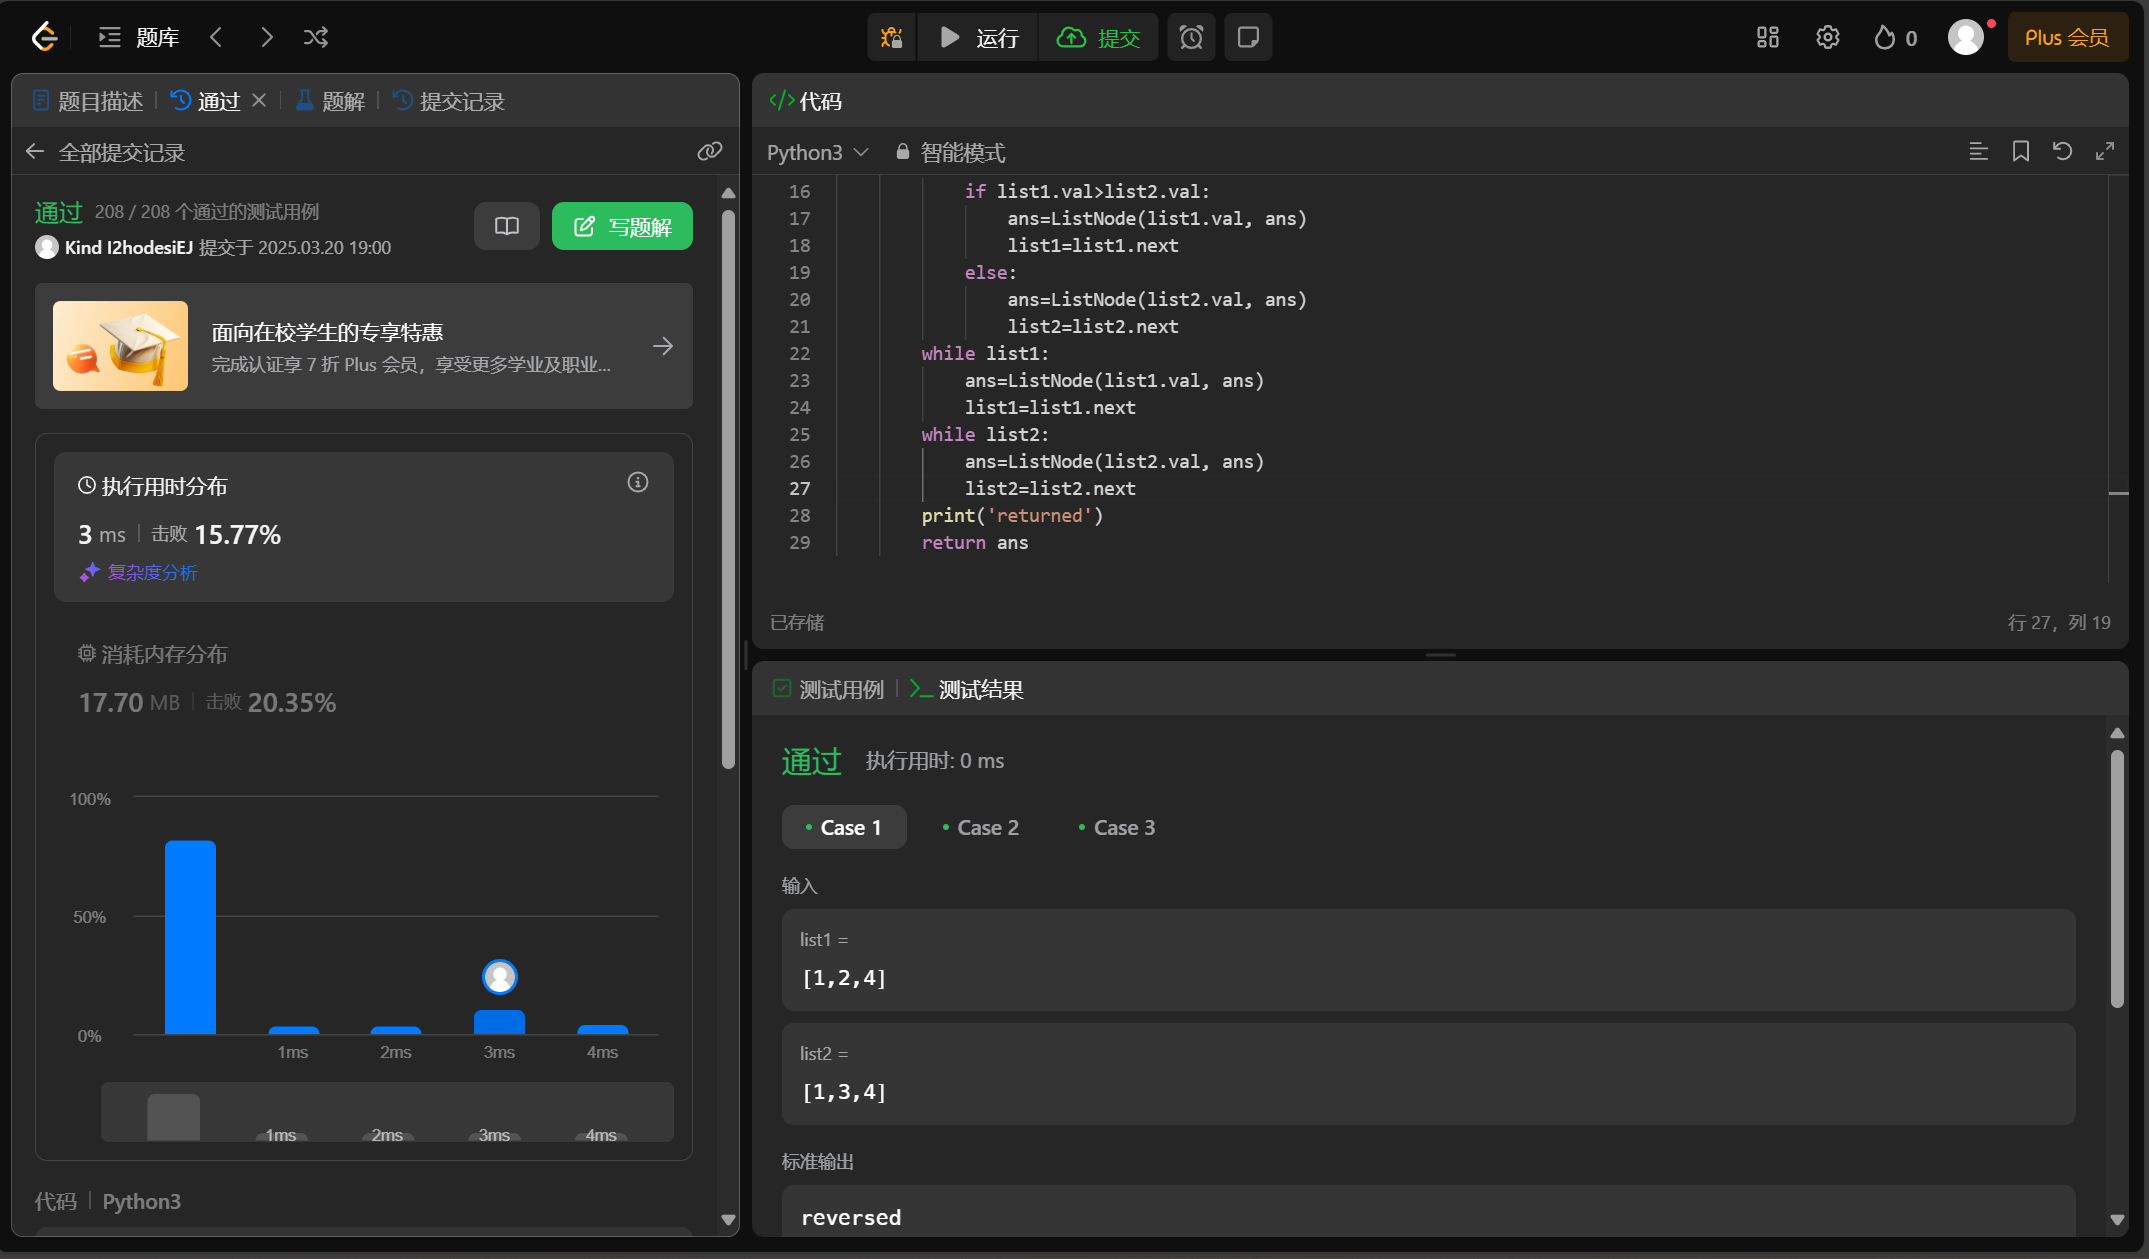 题库
运行
提交
0
Plus 会员
题目描述
通过
题解
提交记录
全部提交记录
通过 208 / 208 个通过的测试用例
Kind I2hodesiEJ 提交于 2025.03.20 19:00
写题解
面向在校学生的专享特惠
完成认证享 7 折 Plus 会员，享受更多学业及职业...
执行用时分布
3 ms 击败 15.77%
复杂度分析
消耗内存分布
17.70 MB 击败 20.35%
100%
50%
0%
1ms 2ms 3ms 4ms
1ms 2ms 3ms 4ms
代码 Python3
</> 代码
Python3 智能模式
16 if list1.val>list2.val:
17 ans=ListNode(list1.val, ans)
18 list1=list1.next
19 else:
20 ans=ListNode(list2.val, ans)
21 list2=list2.next
22 while list1:
23 ans=ListNode(list1.val, ans)
24 list1=list1.next
25 while list2:
26 ans=ListNode(list2.val, ans)
27 list2=list2.next
28 print('returned')
29 return ans
已存储
行 27，列 19
测试用例
测试结果
通过 执行用时: 0 ms
Case 1 Case 2 Case 3
输入
list1 =
[1,2,4]
list2 =
[1,3,4]
标准输出
reversed